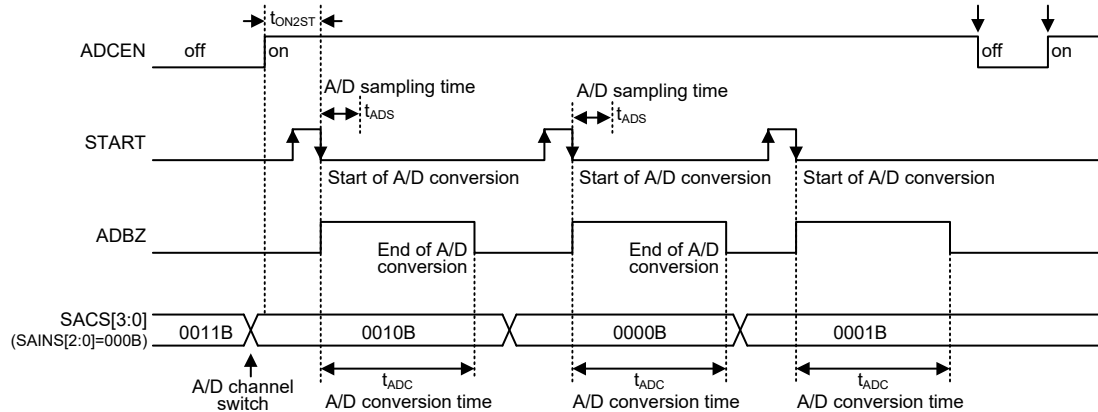 tON2ST
ADCEN off on off on
A/D sampling time A/D sampling time
tADS tADS
START
Start of A/D conversion Start of A/D conversion Start of A/D conversion
ADBZ
End of A/D conversion End of A/D conversion
SACS[3:0]
(SAINS[2:0]=000B)
0011B 0010B 0000B 0001B
A/D channel switch
tADC tADC tADC
A/D conversion time A/D conversion time A/D conversion time